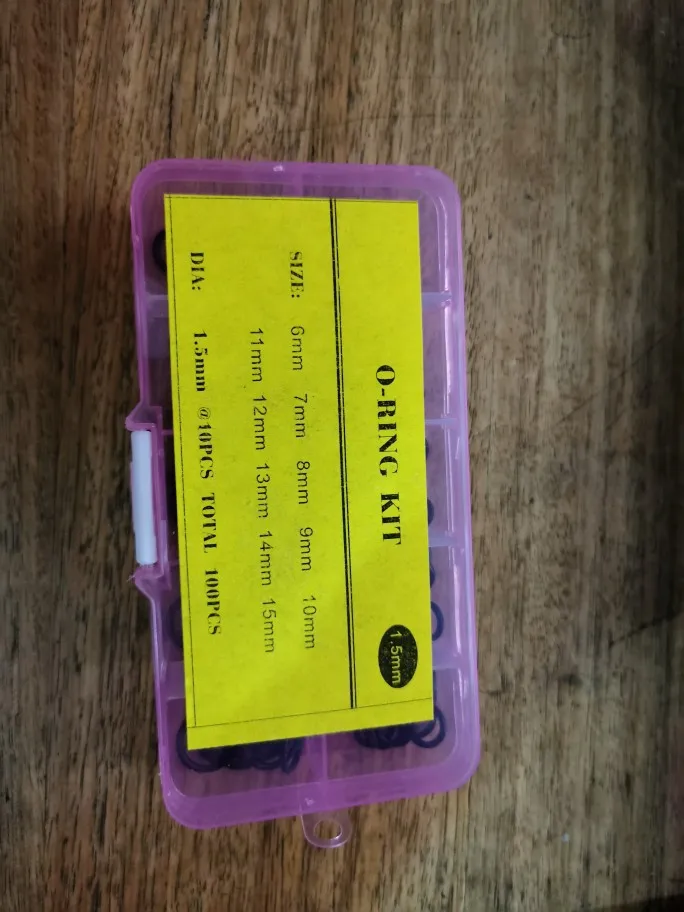 O-RING KIT
1.5mm
SIZE: 6mm 7mm 8mm 9mm 10mm
11mm 12mm 13mm 14mm 15mm
DIA: 1.5mm @10PCS TOTAL 100PCS